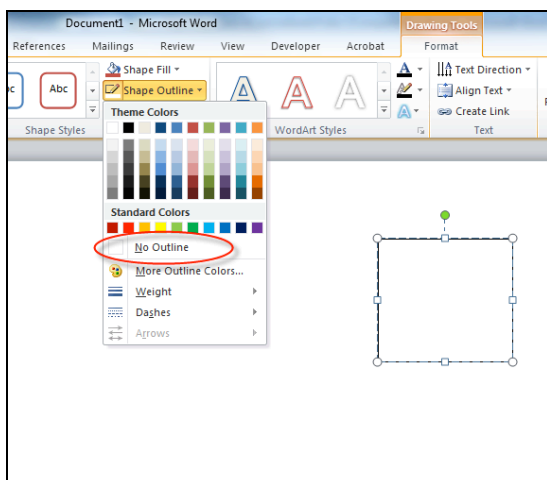 Document1 - Microsoft Word
Drawing Tools
References Mailings Review View Developer Acrobat Format
Abc Shape Fill A A A A Text Direction
Shape Outline Align Text
A Create Link
Shape Styles WordArt Styles Text
Theme Colors
Standard Colors
No Outline
More Outline Colors...
Weight
Dashes
Arrows